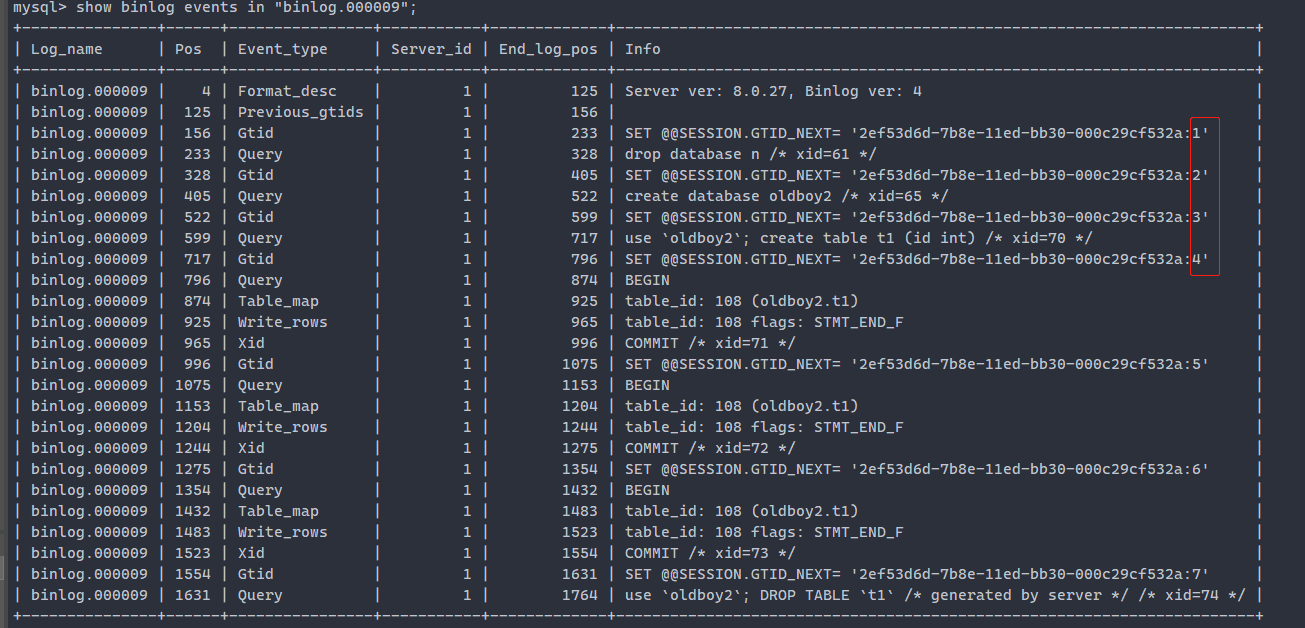 mysql> show binlog events in "binlog.000009";
+---------------+------+----------------+-----------+-------------+-----------------------------------------------------------------------+
| Log_name      | Pos  | Event_type     | Server_id | End_log_pos | Info                                                                  |
+---------------+------+----------------+-----------+-------------+-----------------------------------------------------------------------+
| binlog.000009 |    4 | Format_desc    |         1 |         125 | Server ver: 8.0.27, Binlog ver: 4                                     |
| binlog.000009 |  125 | Previous_gtids |         1 |         156 |                                                                       |
| binlog.000009 |  156 | Gtid           |         1 |         233 | SET @@SESSION.GTID_NEXT= '2ef53d6d-7b8e-11ed-bb30-000c29cf532a:1'     |
| binlog.000009 |  233 | Query          |         1 |         328 | drop database n /* xid=61 */                                          |
| binlog.000009 |  328 | Gtid           |         1 |         405 | SET @@SESSION.GTID_NEXT= '2ef53d6d-7b8e-11ed-bb30-000c29cf532a:2'     |
| binlog.000009 |  405 | Query          |         1 |         522 | create database oldboy2 /* xid=65 */                                  |
| binlog.000009 |  522 | Gtid           |         1 |         599 | SET @@SESSION.GTID_NEXT= '2ef53d6d-7b8e-11ed-bb30-000c29cf532a:3'     |
| binlog.000009 |  599 | Query          |         1 |         717 | use `oldboy2`; create table t1 (id int) /* xid=70 */                  |
| binlog.000009 |  717 | Gtid           |         1 |         796 | SET @@SESSION.GTID_NEXT= '2ef53d6d-7b8e-11ed-bb30-000c29cf532a:4'     |
| binlog.000009 |  796 | Query          |         1 |         874 | BEGIN                                                                 |
| binlog.000009 |  874 | Table_map      |         1 |         925 | table_id: 108 (oldboy2.t1)                                            |
| binlog.000009 |  925 | Write_rows     |         1 |         965 | table_id: 108 flags: STMT_END_F                                       |
| binlog.000009 |  965 | Xid            |         1 |         996 | COMMIT /* xid=71 */                                                   |
| binlog.000009 |  996 | Gtid           |         1 |        1075 | SET @@SESSION.GTID_NEXT= '2ef53d6d-7b8e-11ed-bb30-000c29cf532a:5'     |
| binlog.000009 | 1075 | Query          |         1 |        1153 | BEGIN                                                                 |
| binlog.000009 | 1153 | Table_map      |         1 |        1204 | table_id: 108 (oldboy2.t1)                                            |
| binlog.000009 | 1204 | Write_rows     |         1 |        1244 | table_id: 108 flags: STMT_END_F                                       |
| binlog.000009 | 1244 | Xid            |         1 |        1275 | COMMIT /* xid=72 */                                                   |
| binlog.000009 | 1275 | Gtid           |         1 |        1354 | SET @@SESSION.GTID_NEXT= '2ef53d6d-7b8e-11ed-bb30-000c29cf532a:6'     |
| binlog.000009 | 1354 | Query          |         1 |        1432 | BEGIN                                                                 |
| binlog.000009 | 1432 | Table_map      |         1 |        1483 | table_id: 108 (oldboy2.t1)                                            |
| binlog.000009 | 1483 | Write_rows     |         1 |        1523 | table_id: 108 flags: STMT_END_F                                       |
| binlog.000009 | 1523 | Xid            |         1 |        1554 | COMMIT /* xid=73 */                                                   |
| binlog.000009 | 1554 | Gtid           |         1 |        1631 | SET @@SESSION.GTID_NEXT= '2ef53d6d-7b8e-11ed-bb30-000c29cf532a:7'     |
| binlog.000009 | 1631 | Query          |         1 |        1764 | use `oldboy2`; DROP TABLE `t1` /* generated by server */ /* xid=74 */ |
+---------------+------+----------------+-----------+-------------+-----------------------------------------------------------------------+